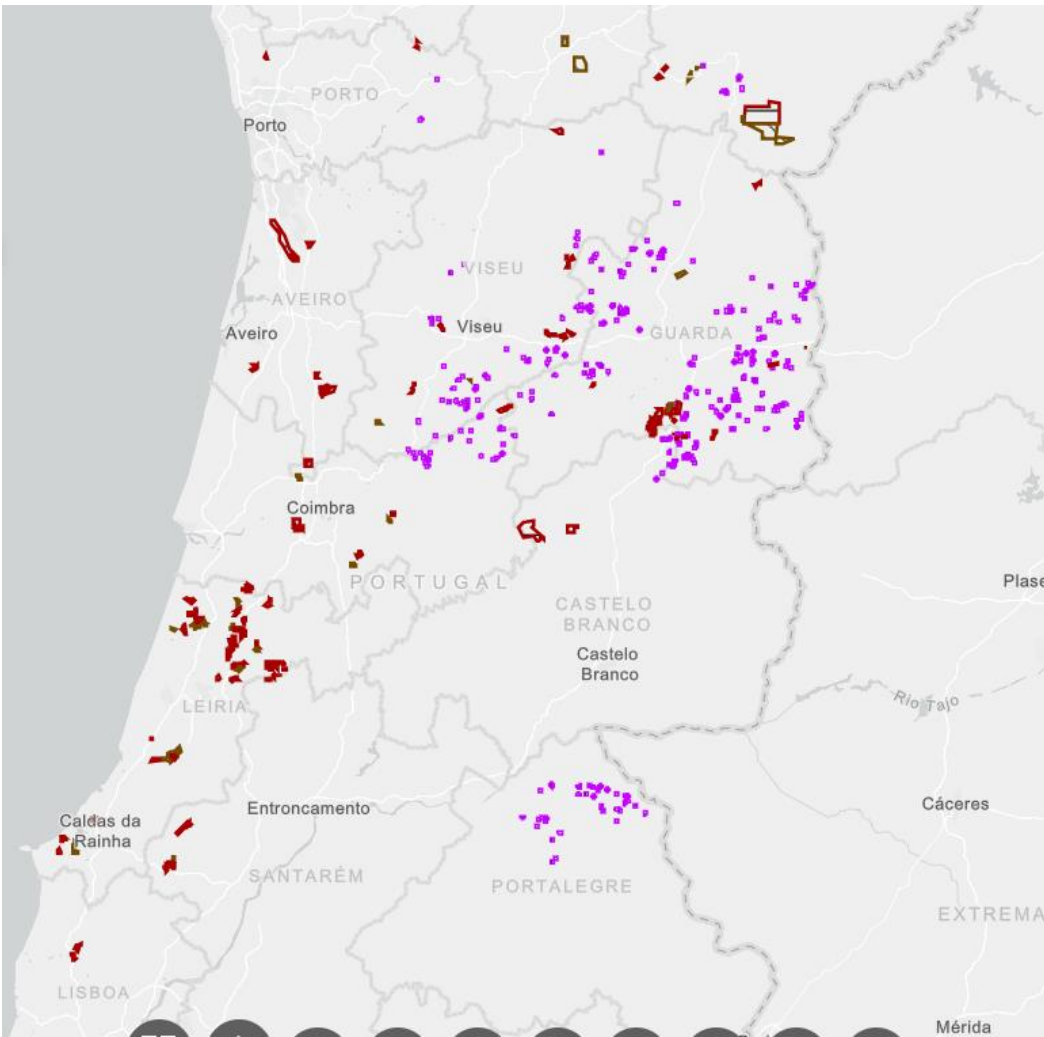 PORTO
Porto
VISEU
AVEIRO
Aveiro
Viseu
GUARDA
Coimbra
PORTUGAL
Plase
CASTELO
BRANCO
Castelo
Branco
LEIRIA
Rio Tajo
Entroncamento
Cáceres
Caldas da
Rainha
SANTARÉM
PORTALEGRE
EXTREMA
LISBOA
Mérida